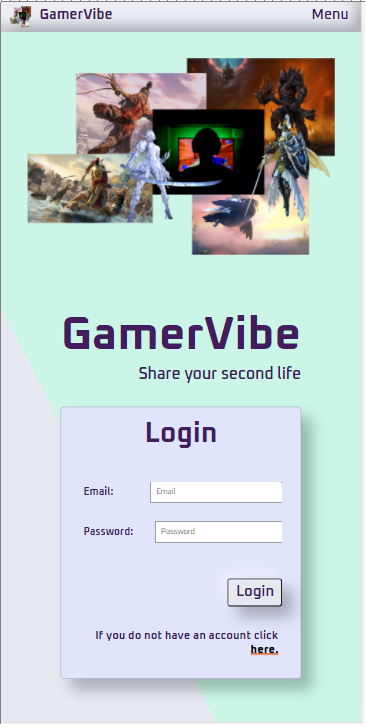 GamerVibe Menu
GamerVibe
Share your second life
Login
Email: Email
Password: Password
Login
If you do not have an account click
here.